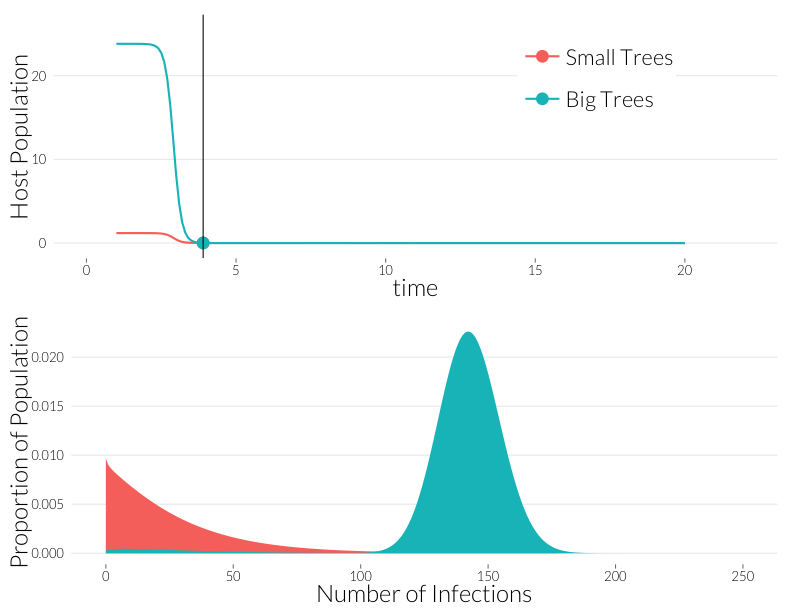 Host Population
20
10
0
Small Trees
Big Trees
0 5 10 15 20
time
Proportion of Population
0.020
0.015
0.010
0.005
0.000
0 50 100 150 200 250
Number of Infections